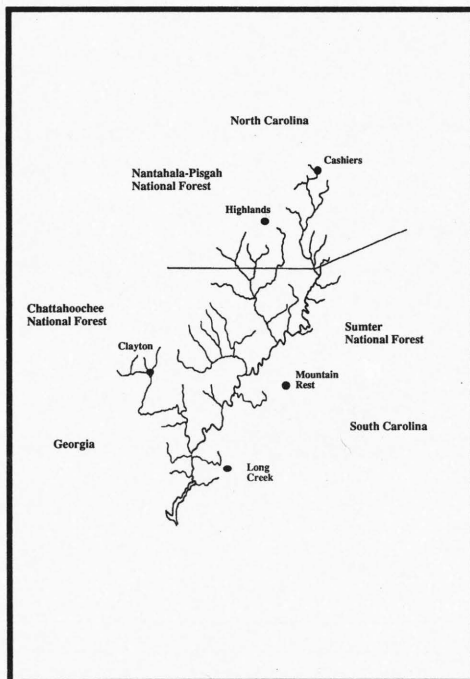 North Carolina
Cashiers
Nantahala-Pisgah
National Forest
Highlands
Chattahoochee
National Forest
Sumter
National Forest
Clayton
Mountain
Rest
South Carolina
Georgia
Long
Creek